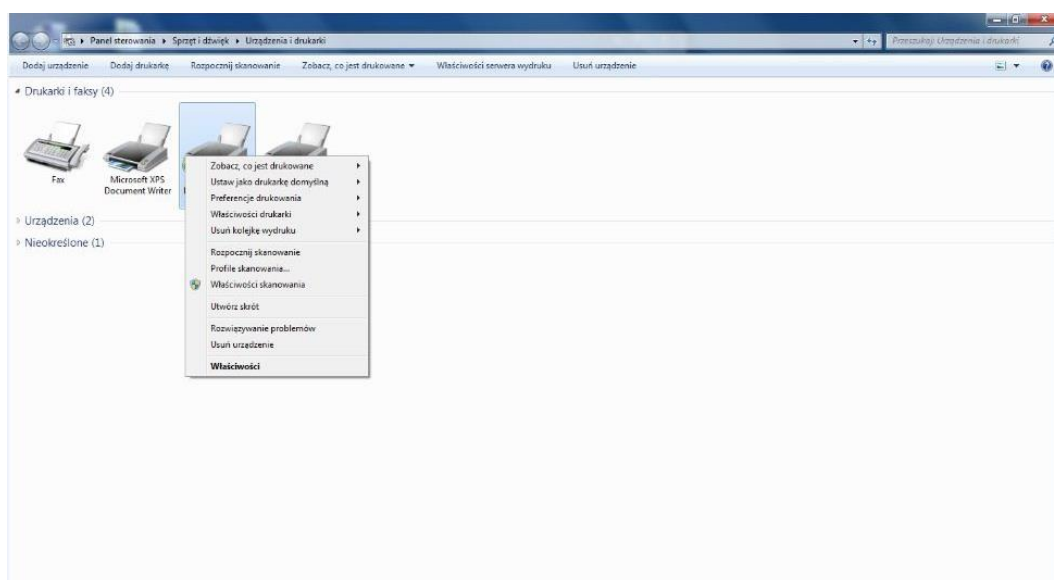 Panel sterowania ▸ Sprzęt i dźwięk ▸ Urządzenia i drukarki
Przeszukaj: Urządzenia i drukarki
Dodaj urządzenie Dodaj drukarkę Rozpocznij skanowanie Zobacz, co jest drukowane Właściwości serwera wydruku Usuń urządzenie
Drukarki i faksy (4)
Fax
Microsoft XPS
Document Writer
Zobacz, co jest drukowane
Ustaw jako drukarkę domyślną
Preferencje drukowania
Właściwości drukarki
Usuń kolejkę wydruku
Rozpocznij skanowanie
Profile skanowania...
Właściwości skanowania
Utwórz skrót
Rozwiązywanie problemów
Usuń urządzenie
Właściwości
Urządzenia (2)
Nieokreślone (1)